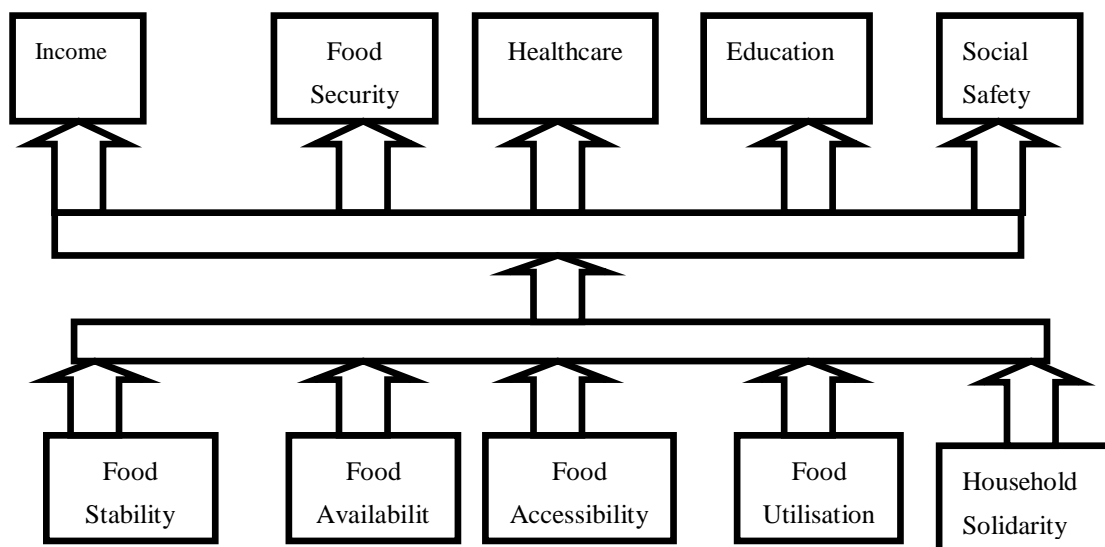 Income
Food
Security
Healthcare
Education
Social
Safety
Food
Stability
Food
Availabilit
Food
Accessibility
Food
Utilisation
Household
Solidarity